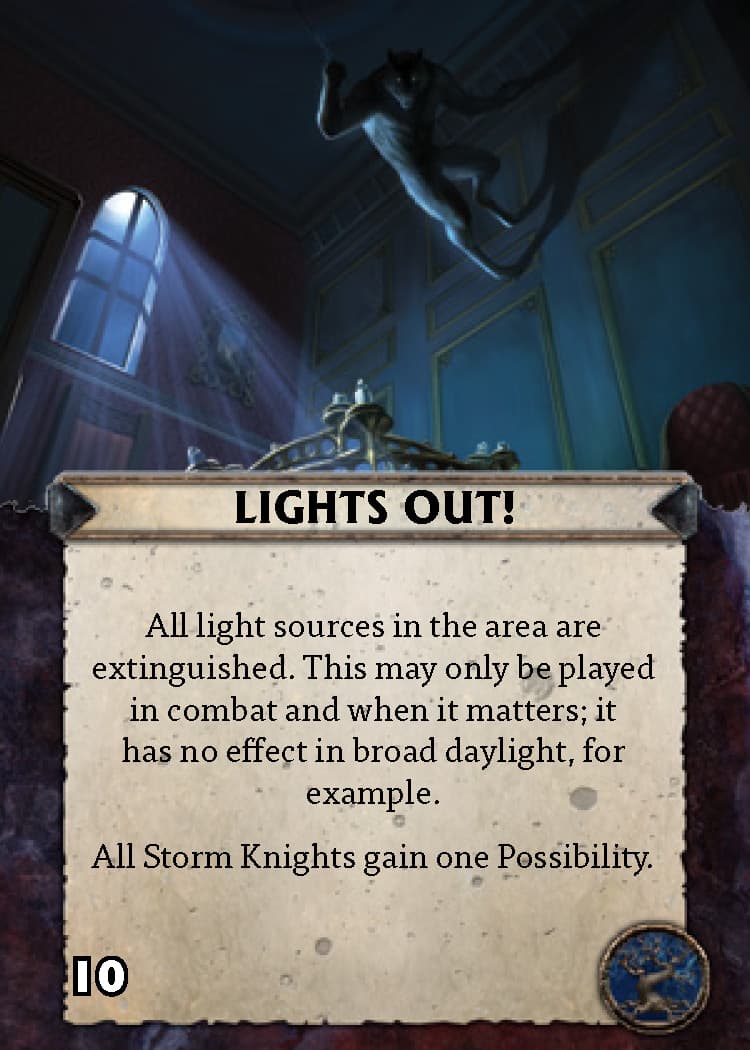 LIGHTS OUT!
All light sources in the area are
extinguished. This may only be played
in combat and when it matters; it
has no effect in broad daylight, for
example.
All Storm Knights gain one Possibility.
10